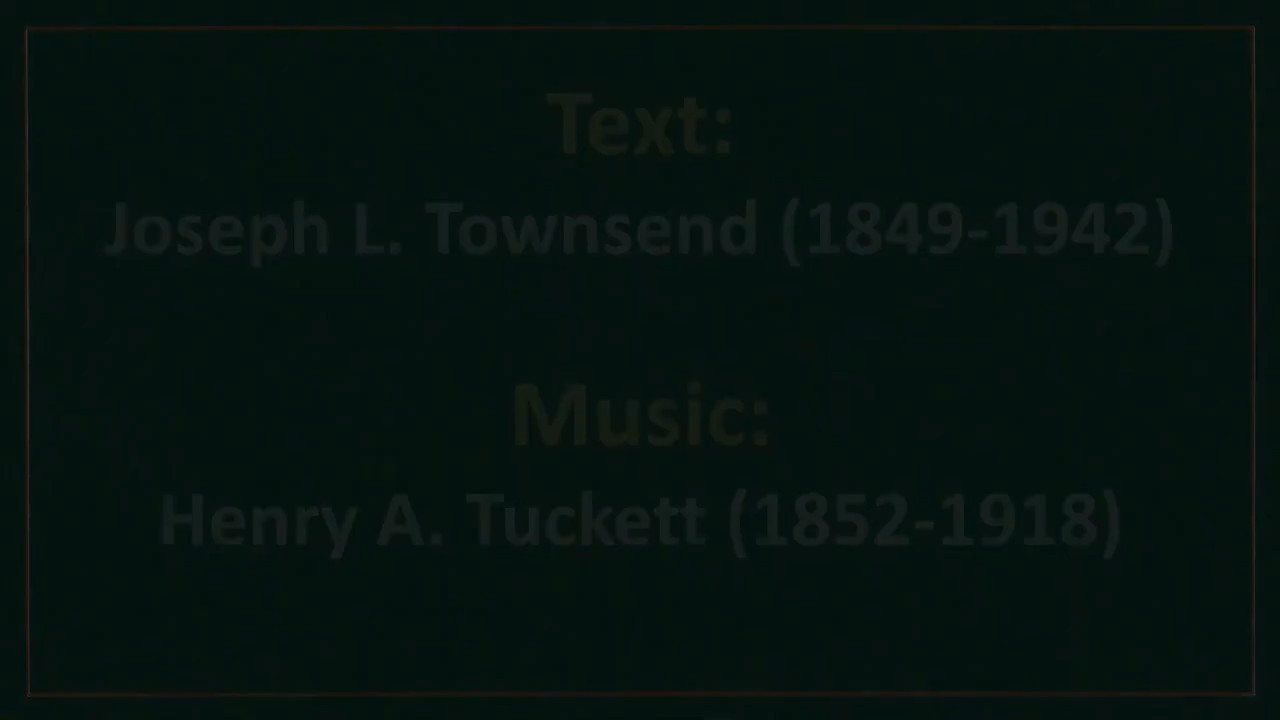 Text:
Joseph L. Townsend (1849-1942)
Music:
Henry A. Tuckett (1852-1918)